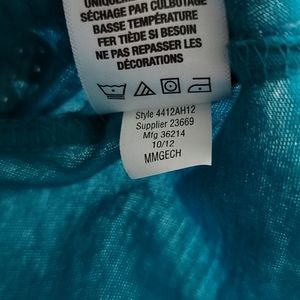 SÉCHAGE PAR CULBUTAGE
BASSE TEMPÉRATURE
FER TIÈDE SI BESOIN
NE PAS REPASSER LES
DÉCORATIONS
Style 4412AH12
Supplier 23669
Mfg 36214
10/12
MMGECH